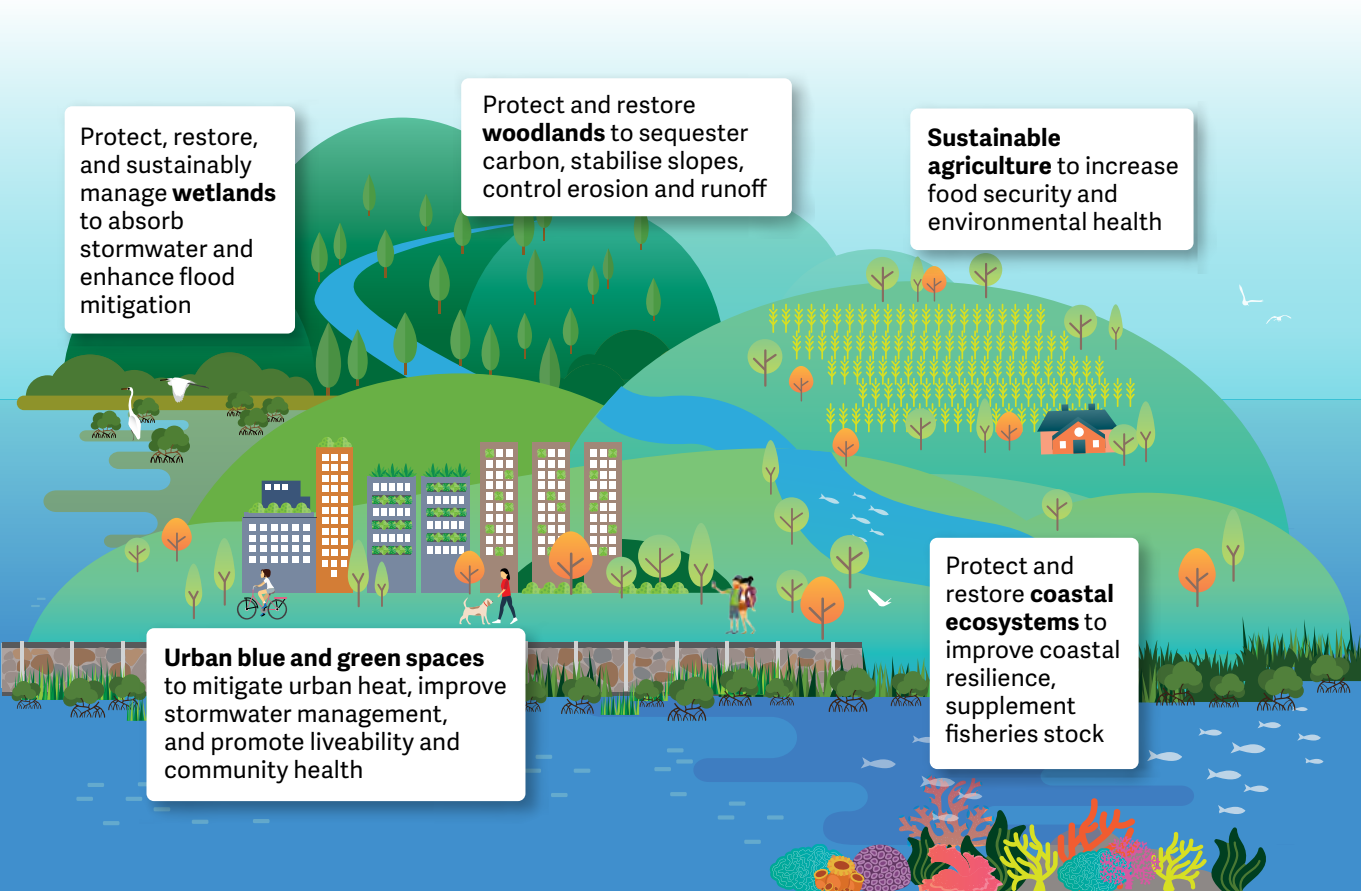 Protect, restore,
and sustainably
manage wetlands
to absorb
stormwater and
enhance flood
mitigation
Protect and restore
woodlands to sequester
carbon, stabilise slopes,
control erosion and runoff
Sustainable
agriculture to increase
food security and
environmental health
Urban blue and green spaces
to mitigate urban heat, improve
stormwater management,
and promote liveability and
community health
Protect and
restore coastal
ecosystems to
improve coastal
resilience,
supplement
fisheries stock